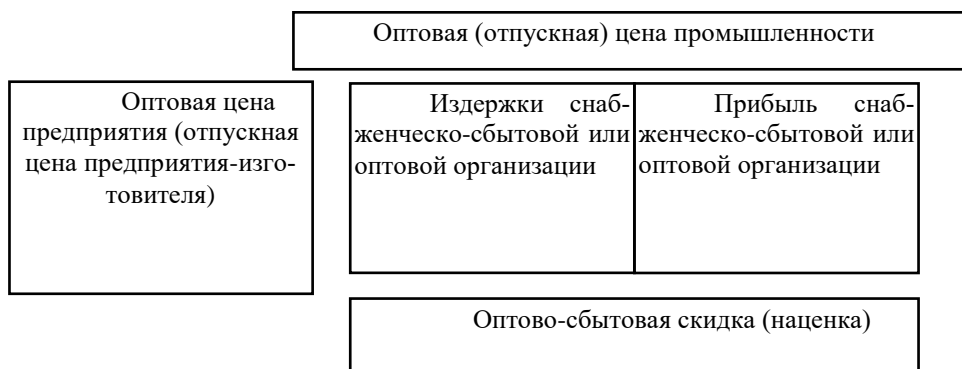 Оптовая (отпускная) цена промышленности
Оптовая цена
предприятия (отпускная
цена предприятия-изго-
товителя)
Издержки снаб-
женческо-сбытовой или
оптовой организации
Прибыль снаб-
женческо-сбытовой или
оптовой организации
Оптово-сбытовая скидка (наценка)